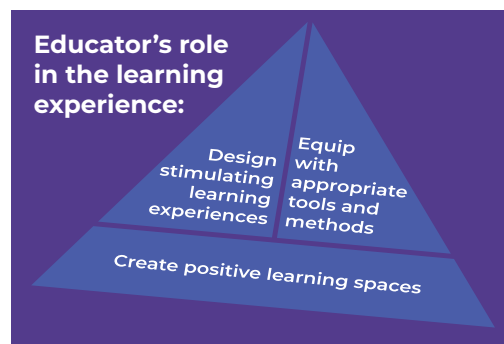 Educator's role
in the learning
experience:
Design
stimulating
learning
experiences
Equip
with
appropriate
tools and
methods
Create positive learning spaces